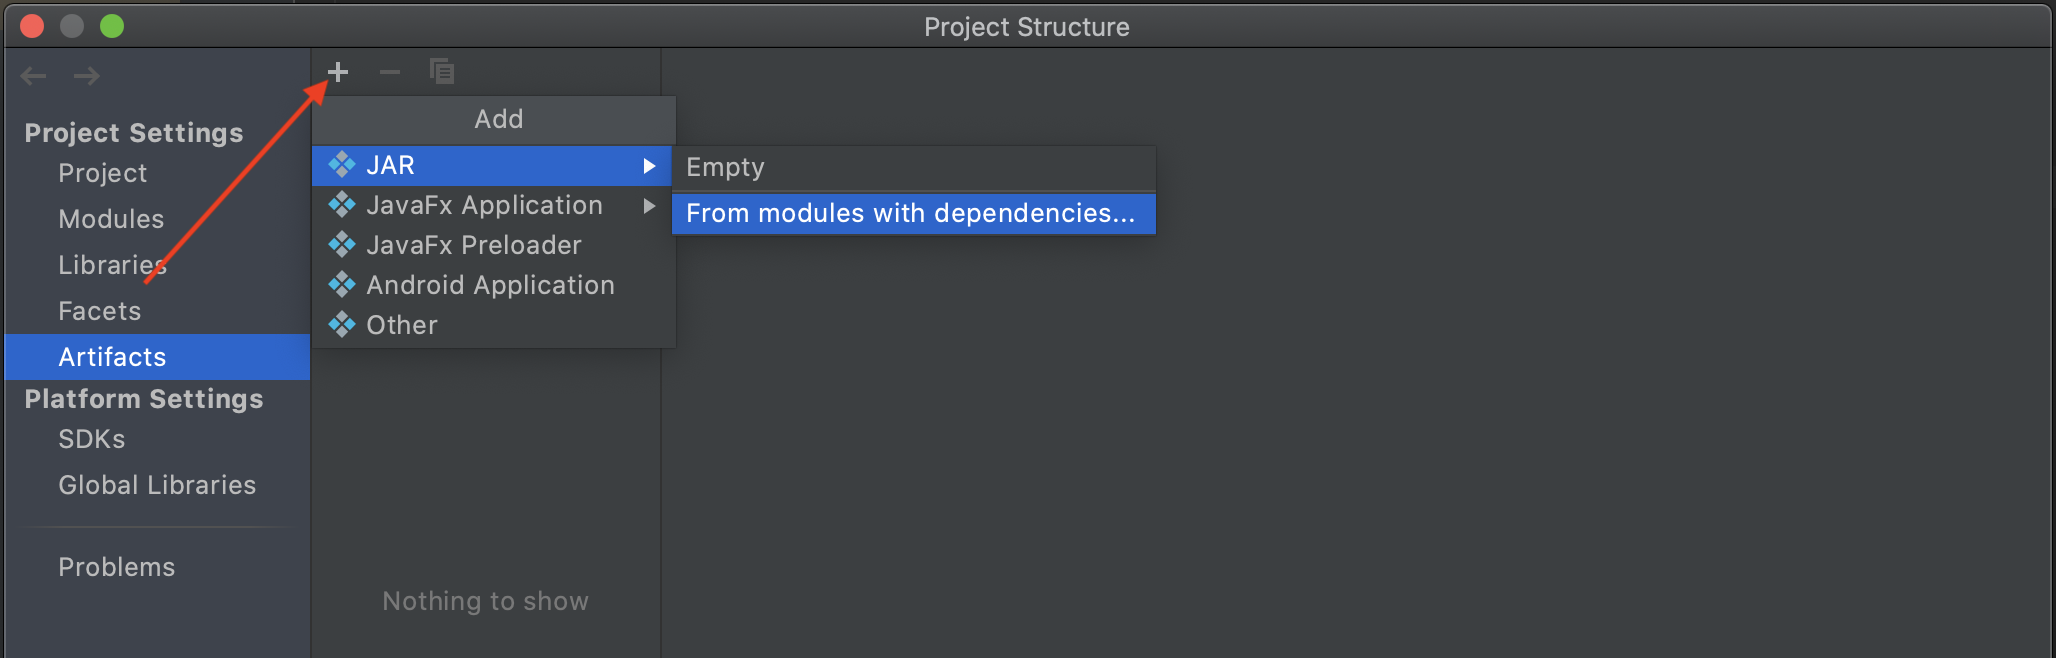 Project Structure
Project Settings
Project
Modules
Libraries
Facets
Artifacts
Platform Settings
SDKs
Global Libraries
Problems
Add
JAR
JavaFx Application
JavaFx Preloader
Android Application
Other
Empty
From modules with dependencies...
Nothing to show